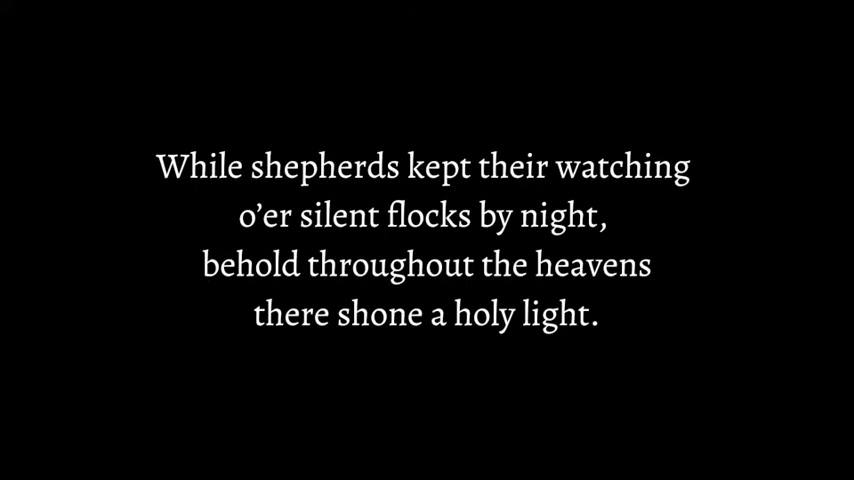 While shepherds kept their watching
o’er silent flocks by night,
behold throughout the heavens
there shone a holy light.